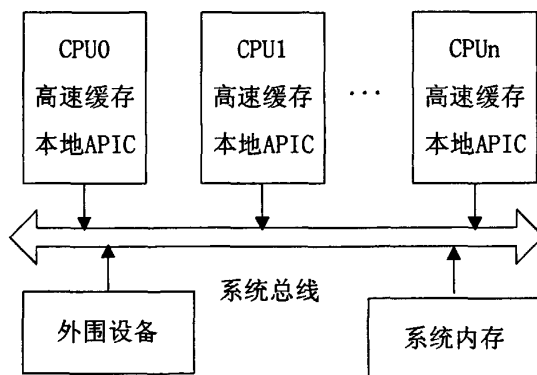 CPU0
高速缓存
本地APIC
CPU1
高速缓存
本地APIC
...
CPUn
高速缓存
本地APIC
系统总线
外围设备
系统内存